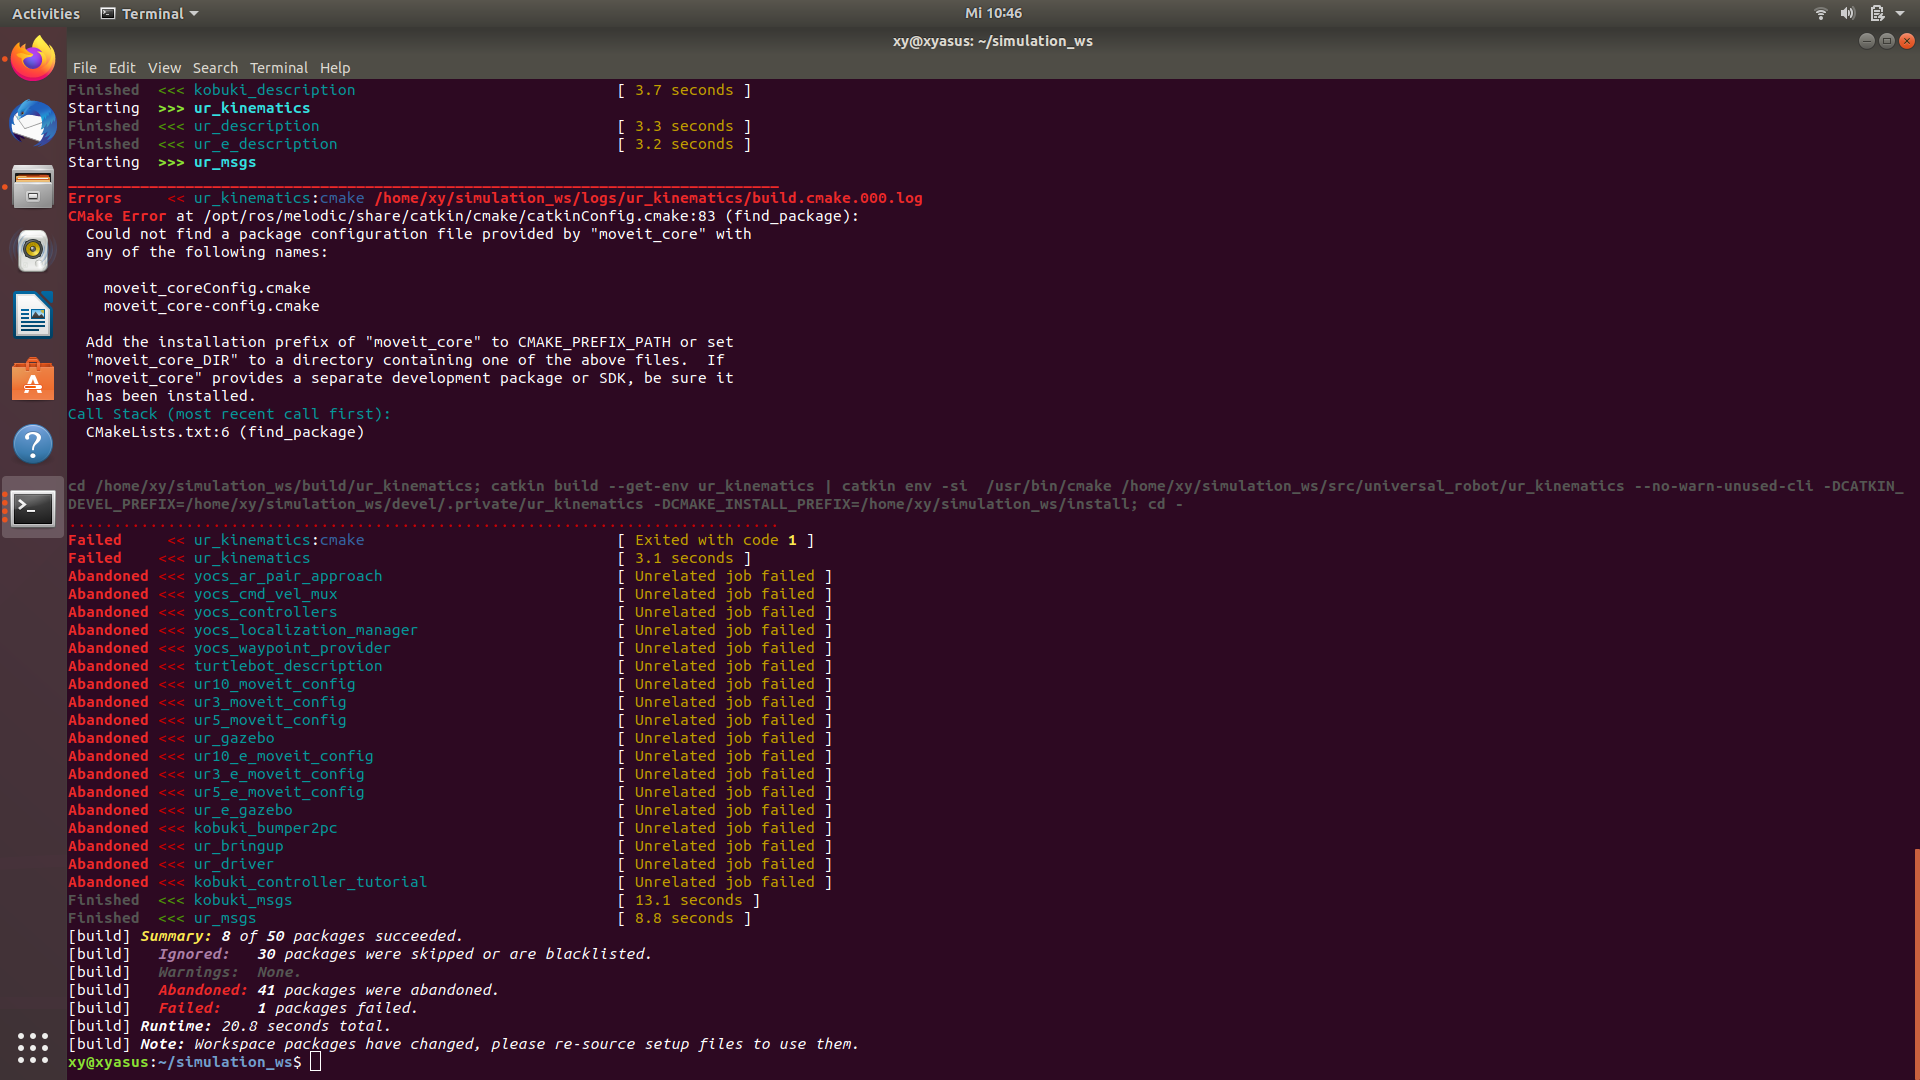 Activities Terminal Mi 10:46
xy@xyasus: ~/simulation_ws
File Edit View Search Terminal Help
Finished <<< kobuki_description [ 3.7 seconds ]
Starting >>> ur_kinematics
Finished <<< ur_description [ 3.3 seconds ]
Finished <<< ur_e_description [ 3.2 seconds ]
Starting >>> ur_msgs
_______________________________________________________________________________
Errors << ur_kinematics:cmake /home/xy/simulation_ws/logs/ur_kinematics/build.cmake.000.log
CMake Error at /opt/ros/melodic/share/catkin/cmake/catkinConfig.cmake:83 (find_package):
Could not find a package configuration file provided by "moveit_core" with
any of the following names:
moveit_coreConfig.cmake
moveit_core-config.cmake
Add the installation prefix of "moveit_core" to CMAKE_PREFIX_PATH or set
"moveit_core_DIR" to a directory containing one of the above files. If
"moveit_core" provides a separate development package or SDK, be sure it
has been installed.
Call Stack (most recent call first):
CMakeLists.txt:6 (find_package)
cd /home/xy/simulation_ws/build/ur_kinematics; catkin build --get-env ur_kinematics | catkin env -si /usr/bin/cmake /home/xy/simulation_ws/src/universal_robot/ur_kinematics --no-warn-unused-cli -DCATKIN_
DEVEL_PREFIX=/home/xy/simulation_ws/devel/.private/ur_kinematics -DCMAKE_INSTALL_PREFIX=/home/xy/simulation_ws/install; cd -
...............................................................................
Failed << ur_kinematics:cmake [ Exited with code 1 ]
Failed <<< ur_kinematics [ 3.1 seconds ]
Abandoned <<< yocs_ar_pair_approach [ Unrelated job failed ]
Abandoned <<< yocs_cmd_vel_mux [ Unrelated job failed ]
Abandoned <<< yocs_controllers [ Unrelated job failed ]
Abandoned <<< yocs_localization_manager [ Unrelated job failed ]
Abandoned <<< yocs_waypoint_provider [ Unrelated job failed ]
Abandoned <<< turtlebot_description [ Unrelated job failed ]
Abandoned <<< ur10_moveit_config [ Unrelated job failed ]
Abandoned <<< ur3_moveit_config [ Unrelated job failed ]
Abandoned <<< ur5_moveit_config [ Unrelated job failed ]
Abandoned <<< ur_gazebo [ Unrelated job failed ]
Abandoned <<< ur10_e_moveit_config [ Unrelated job failed ]
Abandoned <<< ur3_e_moveit_config [ Unrelated job failed ]
Abandoned <<< ur5_e_moveit_config [ Unrelated job failed ]
Abandoned <<< ur_e_gazebo [ Unrelated job failed ]
Abandoned <<< kobuki_bumper2pc [ Unrelated job failed ]
Abandoned <<< ur_bringup [ Unrelated job failed ]
Abandoned <<< ur_driver [ Unrelated job failed ]
Abandoned <<< kobuki_controller_tutorial [ Unrelated job failed ]
Finished <<< kobuki_msgs [ 13.1 seconds ]
Finished <<< ur_msgs [ 8.8 seconds ]
[build] Summary: 8 of 50 packages succeeded.
[build] Ignored: 30 packages were skipped or are blacklisted.
[build] Warnings: None.
[build] Abandoned: 41 packages were abandoned.
[build] Failed: 1 packages failed.
[build] Runtime: 20.8 seconds total.
[build] Note: Workspace packages have changed, please re-source setup files to use them.
xy@xyasus:~/simulation_ws$